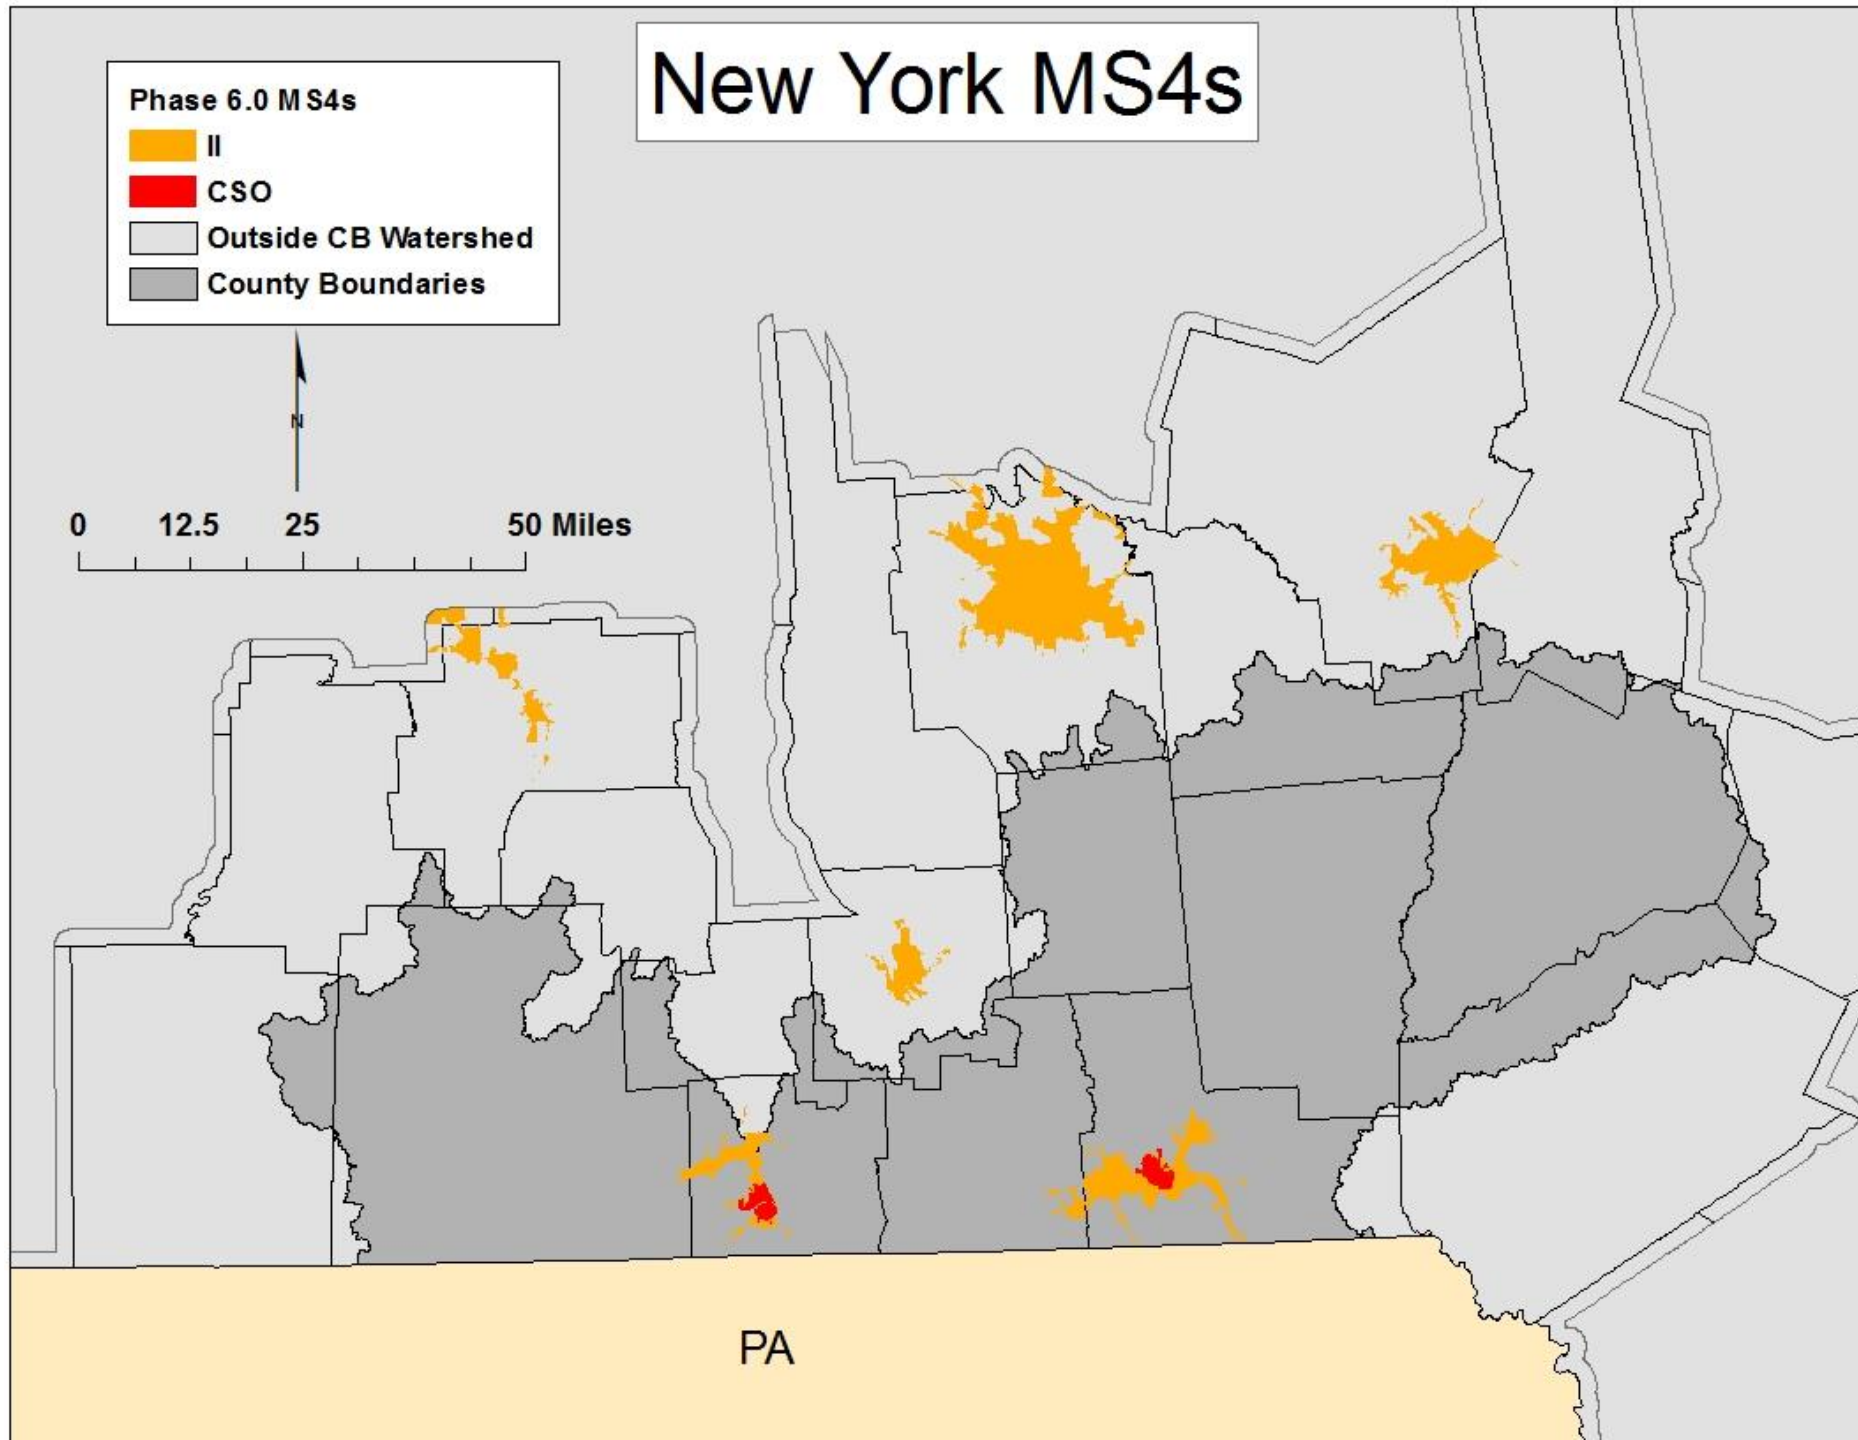 New York MS4s
Phase 6.0 MS4s
II
CSO
Outside CB Watershed
County Boundaries
N
0 12.5 25 50 Miles
PA